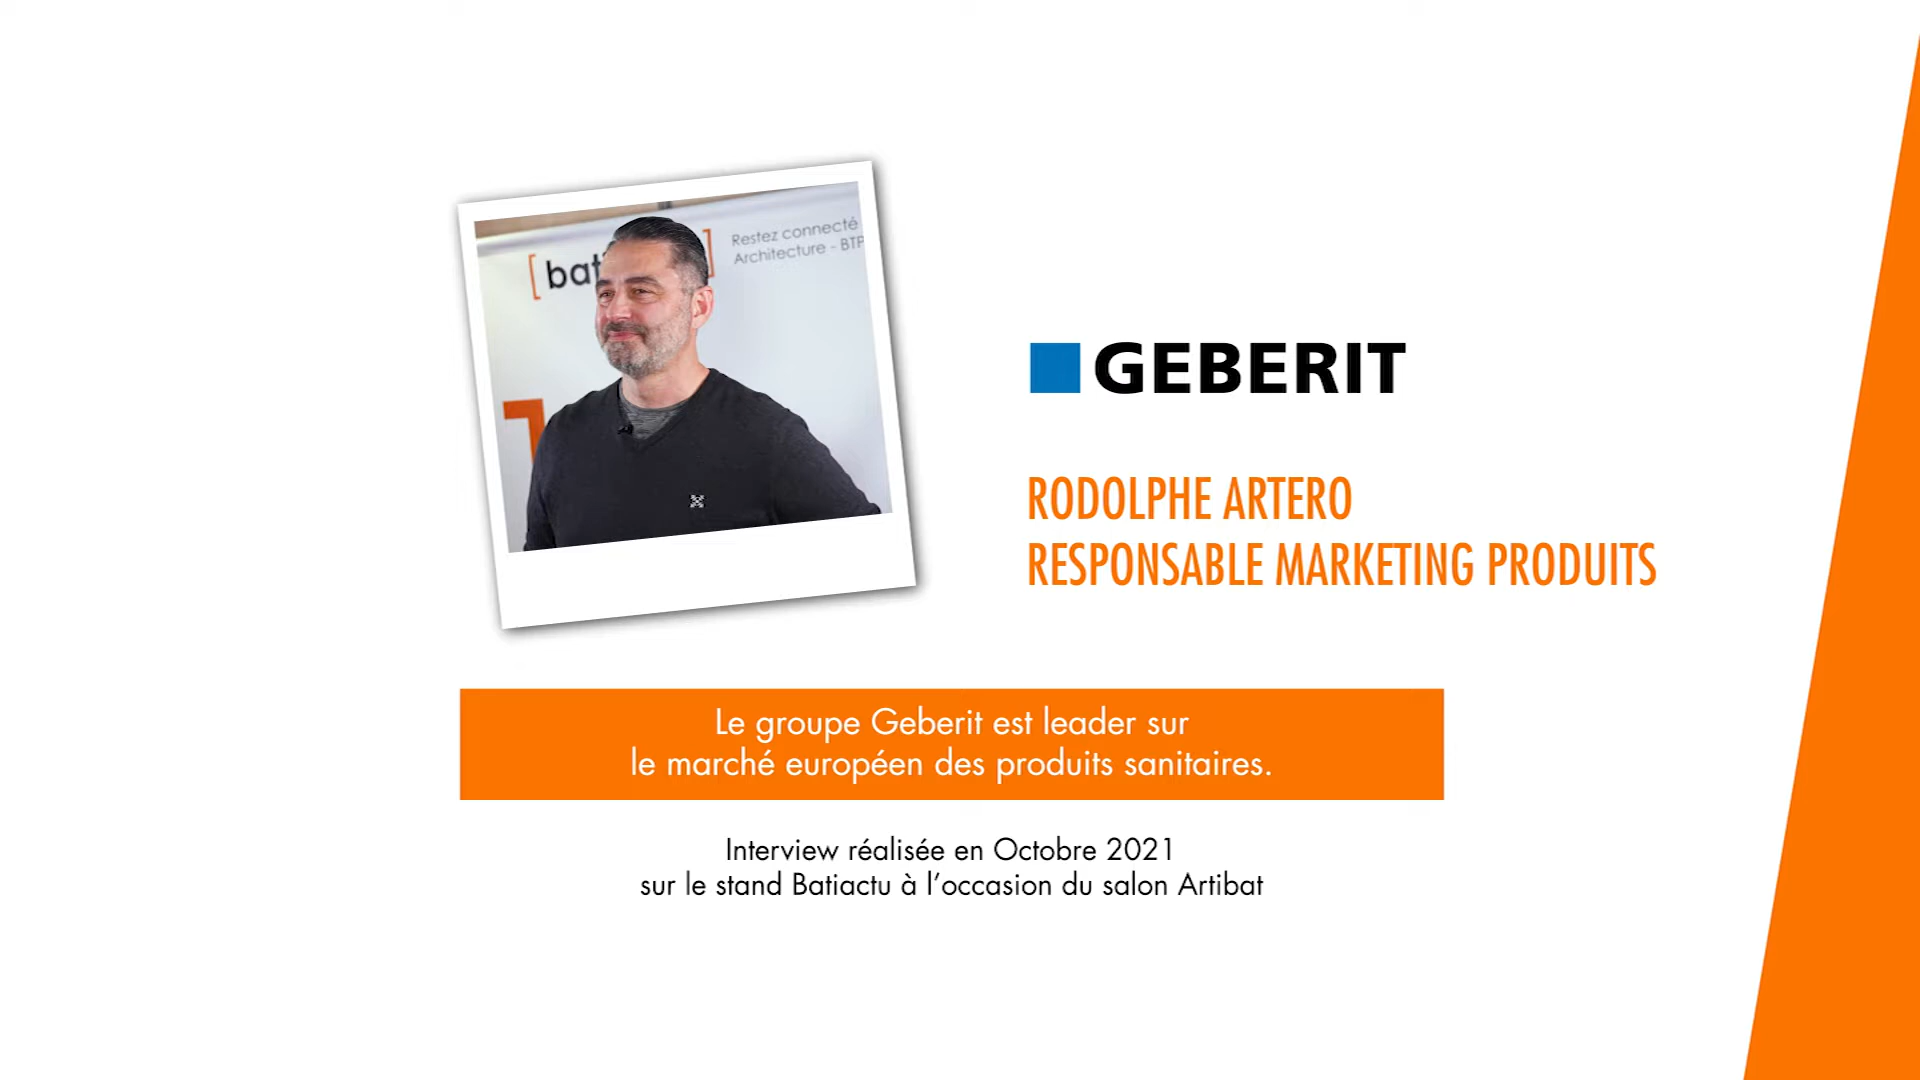 [ bat ]
Restez connecté
Architecture - BTP
GEBERIT
RODOLPHE ARTERO
RESPONSABLE MARKETING PRODUITS
Le groupe Geberit est leader sur
le marché européen des produits sanitaires.
Interview réalisée en Octobre 2021
sur le stand Batiactu à l’occasion du salon Artibat